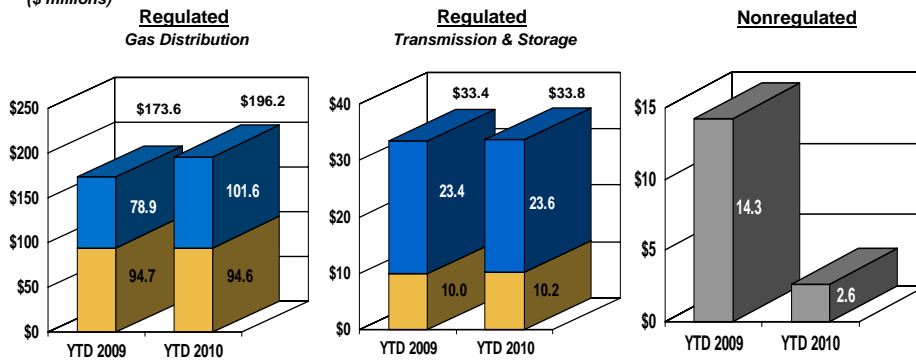 ($ millions)
Regulated
Gas Distribution
$250
$200
$150
$100
$50
$0
$173.6
$196.2
78.9
101.6
94.7
94.6
YTD 2009
YTD 2010
Regulated
Transmission & Storage
$40
$30
$20
$10
$0
$33.4
$33.8
23.4
23.6
10.0
10.2
YTD 2009
YTD 2010
Nonregulated
$15
$10
$5
$0
14.3
2.6
YTD 2009
YTD 2010